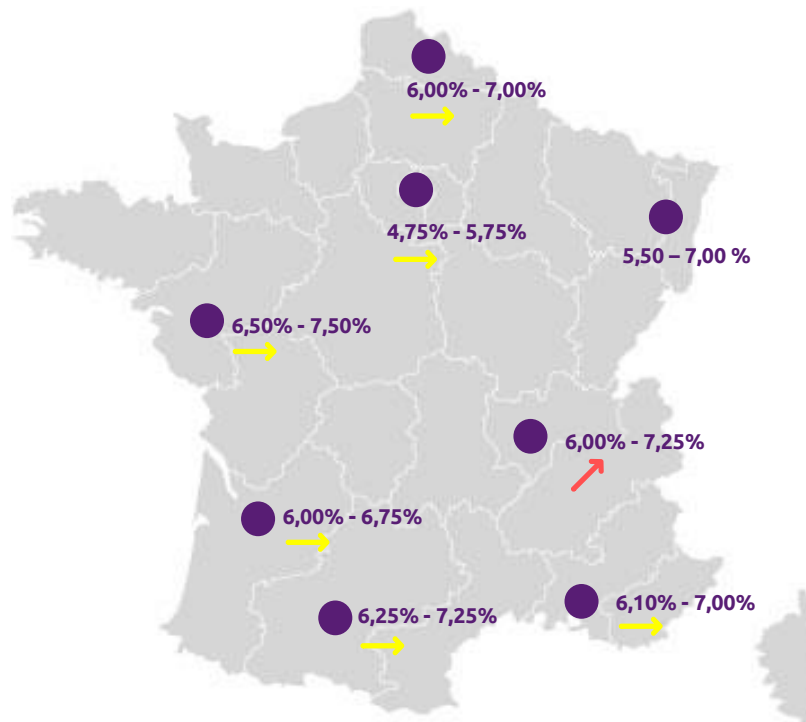 6,00% - 7,00%
4,75% - 5,75%
5,50 – 7,00 %
6,50% - 7,50%
6,00% - 7,25%
6,00% - 6,75%
6,10% - 7,00%
6,25% - 7,25%